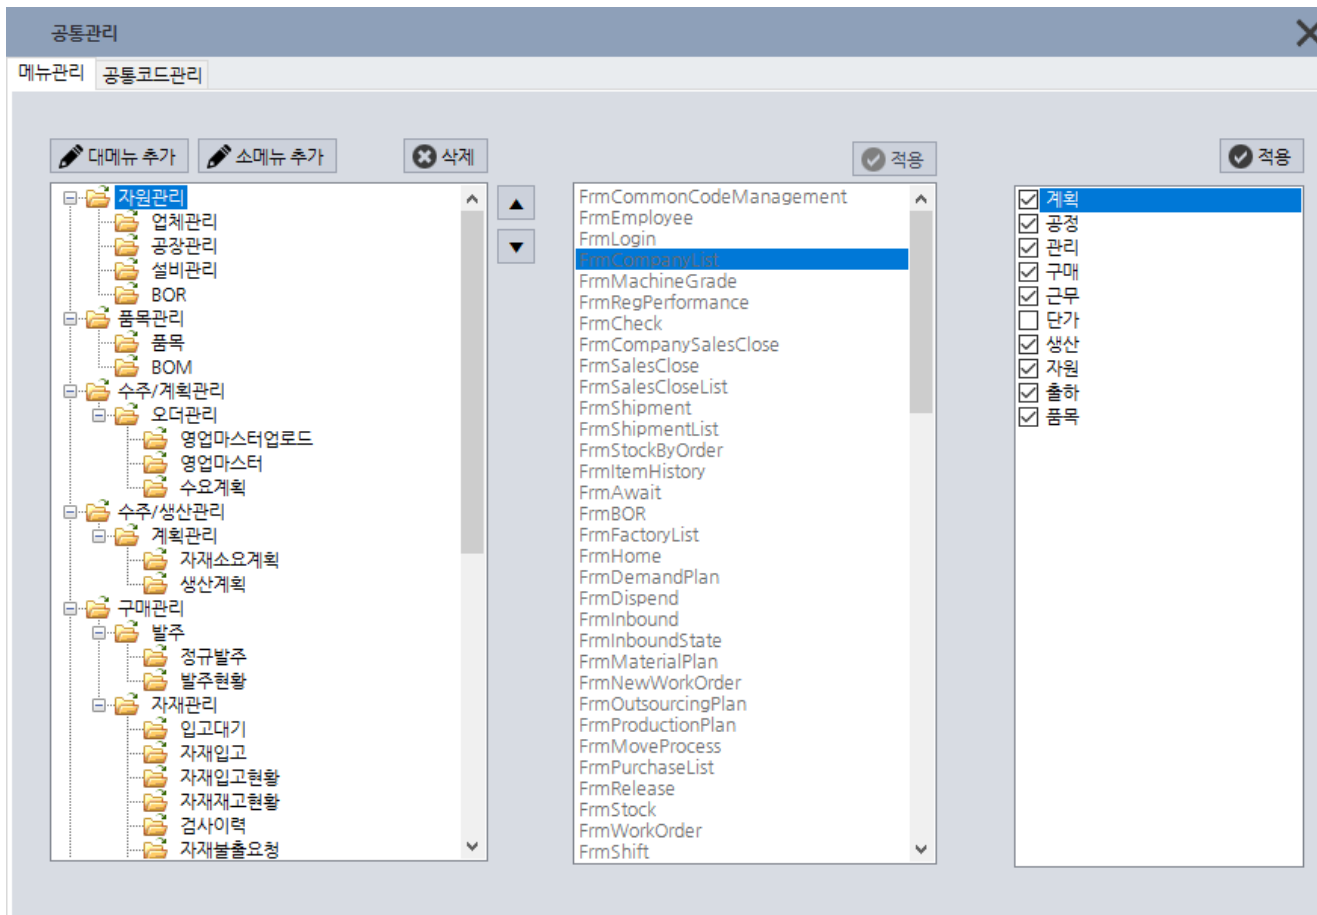 공통관리
메뉴관리 공통코드관리
대메뉴 추가 소메뉴 추가 삭제
적용
적용
자원관리
업체관리
공장관리
설비관리
BOR
품목관리
품목
BOM
수주/계획관리
오더관리
영업마스터업로드
영업마스터
수요계획
수주/생산관리
계획관리
자재소요계획
생산계획
구매관리
발주
정규발주
발주현황
자재관리
입고대기
자재입고
자재입고현황
자재재고현황
검사이력
자재불출요청
FrmCommonCodeManagement
FrmEmployee
FrmLogin
FrmCompanyList
FrmMachineGrade
FrmRegPerformance
FrmCheck
FrmCompanySalesClose
FrmSalesClose
FrmSalesCloseList
FrmShipment
FrmShipmentList
FrmStockByOrder
FrmItemHistory
FrmAwait
FrmBOR
FrmFactoryList
FrmHome
FrmDemandPlan
FrmDispend
FrmInbound
FrmInboundState
FrmMaterialPlan
FrmNewWorkOrder
FrmOutsourcingPlan
FrmProductionPlan
FrmMoveProcess
FrmPurchaseList
FrmRelease
FrmStock
FrmWorkOrder
FrmShift
계획
공정
관리
구매
근무
단가
생산
자원
출하
품목